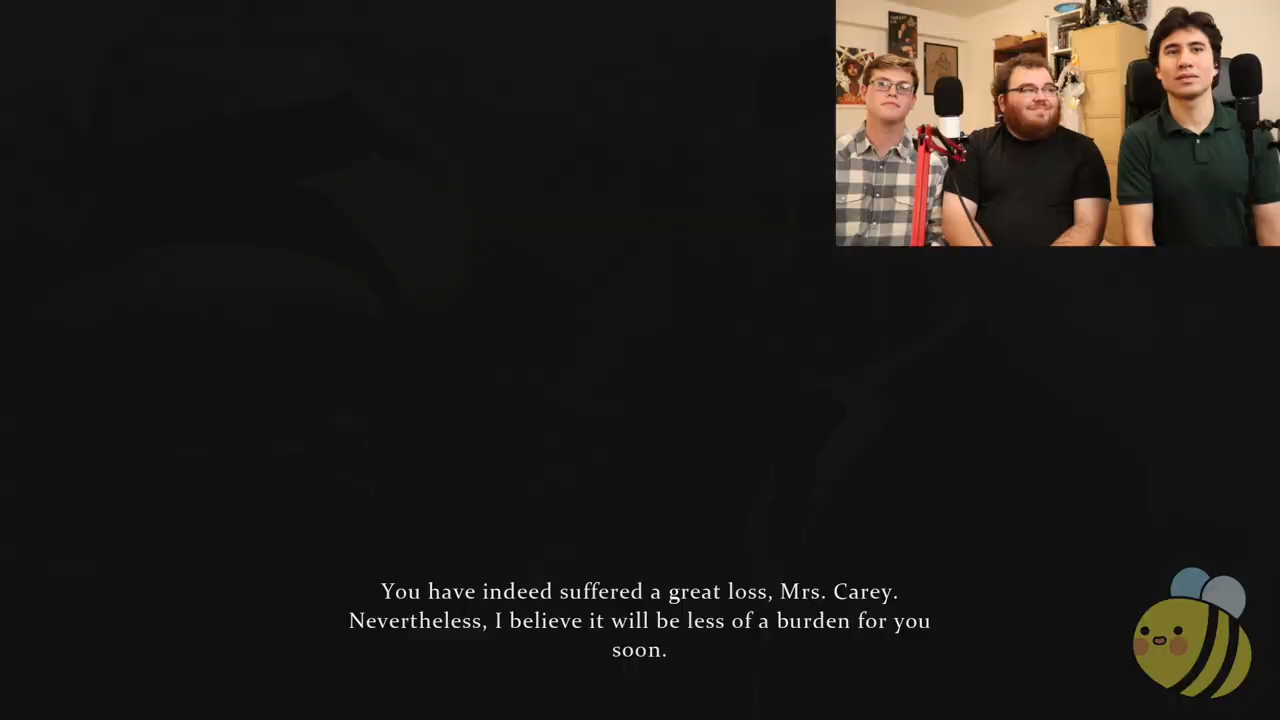 You have indeed suffered a great loss, Mrs. Carey.
Nevertheless, I believe it will be less of a burden for you
soon.